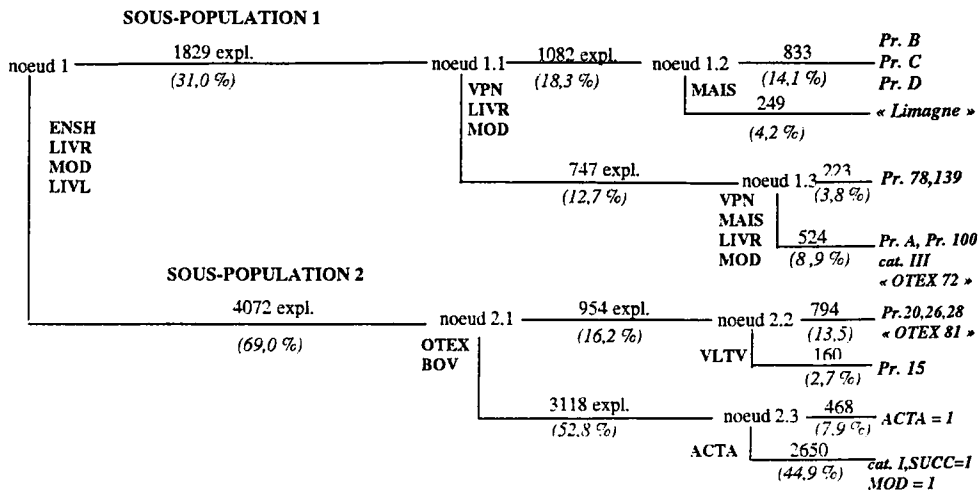 SOUS-POPULATION 1
noeud 1
1829 expl.
(31,0 %)
ENSH
LIVR
MOD
LIVL
noeud 1.1
VPN
LIVR
MOD
1082 expl.
(18,3 %)
noeud 1.2
MAIS
833
(14,1 %)
Pr. B
Pr. C
Pr. D
249
(4,2 %)
« Limagne »
747 expl.
(12,7 %)
noeud 1.3
VPN
MAIS
LIVR
MOD
223
(3,8 %)
Pr. 78,139
524
(8,9 %)
Pr. A, Pr. 100
cat. III
« OTEX 72 »
SOUS-POPULATION 2
4072 expl.
(69,0 %)
noeud 2.1
OTEX
BOV
954 expl.
(16,2 %)
noeud 2.2
VLTV
794
(13,5)
Pr.20,26,28
« OTEX 81 »
160
(2,7 %)
Pr. 15
3118 expl.
(52,8 %)
noeud 2.3
ACTA
468
(7,9 %)
ACTA = 1
2650
(44,9 %)
cat. I,SUCC=1
MOD = 1